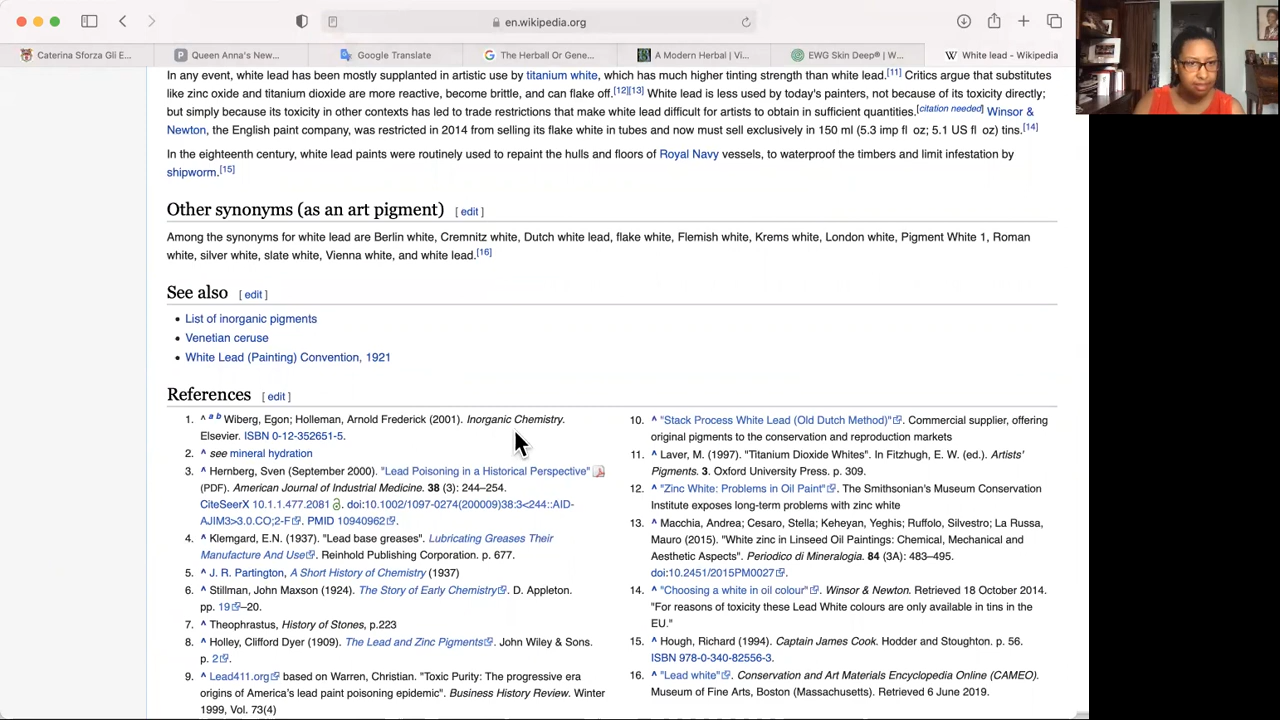 en.wikipedia.org
Caterina Sforza Gli E...
Queen Anna's New...
Google Translate
The Herball Or Gene...
A Modern Herbal | Vi...
EWG Skin Deep® | W...
White lead - Wikipedia
In any event, white lead has been mostly supplanted in artistic use by titanium white, which has much higher tinting strength than white lead.[11] Critics argue that substitutes
like zinc oxide and titanium dioxide are more reactive, become brittle, and can flake off.[12][13] White lead is less used by today's painters, not because of its toxicity directly;
but simply because its toxicity in other contexts has led to trade restrictions that make white lead difficult for artists to obtain in sufficient quantities.[citation needed] Winsor &
Newton, the English paint company, was restricted in 2014 from selling its flake white in tubes and now must sell exclusively in 150 ml (5.3 imp fl oz; 5.1 US fl oz) tins.[14]
In the eighteenth century, white lead paints were routinely used to repaint the hulls and floors of Royal Navy vessels, to waterproof the timbers and limit infestation by
shipworm.[15]
Other synonyms (as an art pigment) [ edit ]
Among the synonyms for white lead are Berlin white, Cremnitz white, Dutch white lead, flake white, Flemish white, Krems white, London white, Pigment White 1, Roman
white, silver white, slate white, Vienna white, and white lead.[16]
See also [ edit ]
• List of inorganic pigments
• Venetian ceruse
• White Lead (Painting) Convention, 1921
References [ edit ]
1. ^ a b Wiberg, Egon; Holleman, Arnold Frederick (2001). Inorganic Chemistry.
Elsevier. ISBN 0-12-352651-5.
2. ^ see mineral hydration
3. ^ Hernberg, Sven (September 2000). "Lead Poisoning in a Historical Perspective"
(PDF). American Journal of Industrial Medicine. 38 (3): 244–254.
CiteSeerX 10.1.1.477.2081 doi:10.1002/1097-0274(200009)38:3<244::AID-
AJIM3>3.0.CO;2-F. PMID 10940962.
4. ^ Klemgard, E.N. (1937). "Lead base greases". Lubricating Greases Their
Manufacture And Use. Reinhold Publishing Corporation. p. 677.
5. ^ J. R. Partington, A Short History of Chemistry (1937)
6. ^ Stillman, John Maxson (1924). The Story of Early Chemistry. D. Appleton.
pp. 19–20.
7. ^ Theophrastus, History of Stones, p.223
8. ^ Holley, Clifford Dyer (1909). The Lead and Zinc Pigments. John Wiley & Sons.
p. 2.
9. ^ Lead411.org based on Warren, Christian. "Toxic Purity: The progressive era
origins of America's lead paint poisoning epidemic". Business History Review. Winter
1999, Vol. 73(4)
10. ^ "Stack Process White Lead (Old Dutch Method)". Commercial supplier, offering
original pigments to the conservation and reproduction markets
11. ^ Laver, M. (1997). "Titanium Dioxide Whites". In Fitzhugh, E. W. (ed.). Artists'
Pigments. 3. Oxford University Press. p. 309.
12. ^ "Zinc White: Problems in Oil Paint". The Smithsonian's Museum Conservation
Institute exposes long-term problems with zinc white
13. ^ Macchia, Andrea; Cesaro, Stella; Keheyan, Yeghis; Ruffolo, Silvestro; La Russa,
Mauro (2015). "White zinc in Linseed Oil Paintings: Chemical, Mechanical and
Aesthetic Aspects". Periodico di Mineralogia. 84 (3A): 483–495.
doi:10.2451/2015PM0027.
14. ^ "Choosing a white in oil colour". Winsor & Newton. Retrieved 18 October 2014.
"For reasons of toxicity these Lead White colours are only available in tins in the
EU."
15. ^ Hough, Richard (1994). Captain James Cook. Hodder and Stoughton. p. 56.
ISBN 978-0-340-82556-3.
16. ^ "Lead white". Conservation and Art Materials Encyclopedia Online (CAMEO).
Museum of Fine Arts, Boston (Massachusetts). Retrieved 6 June 2019.